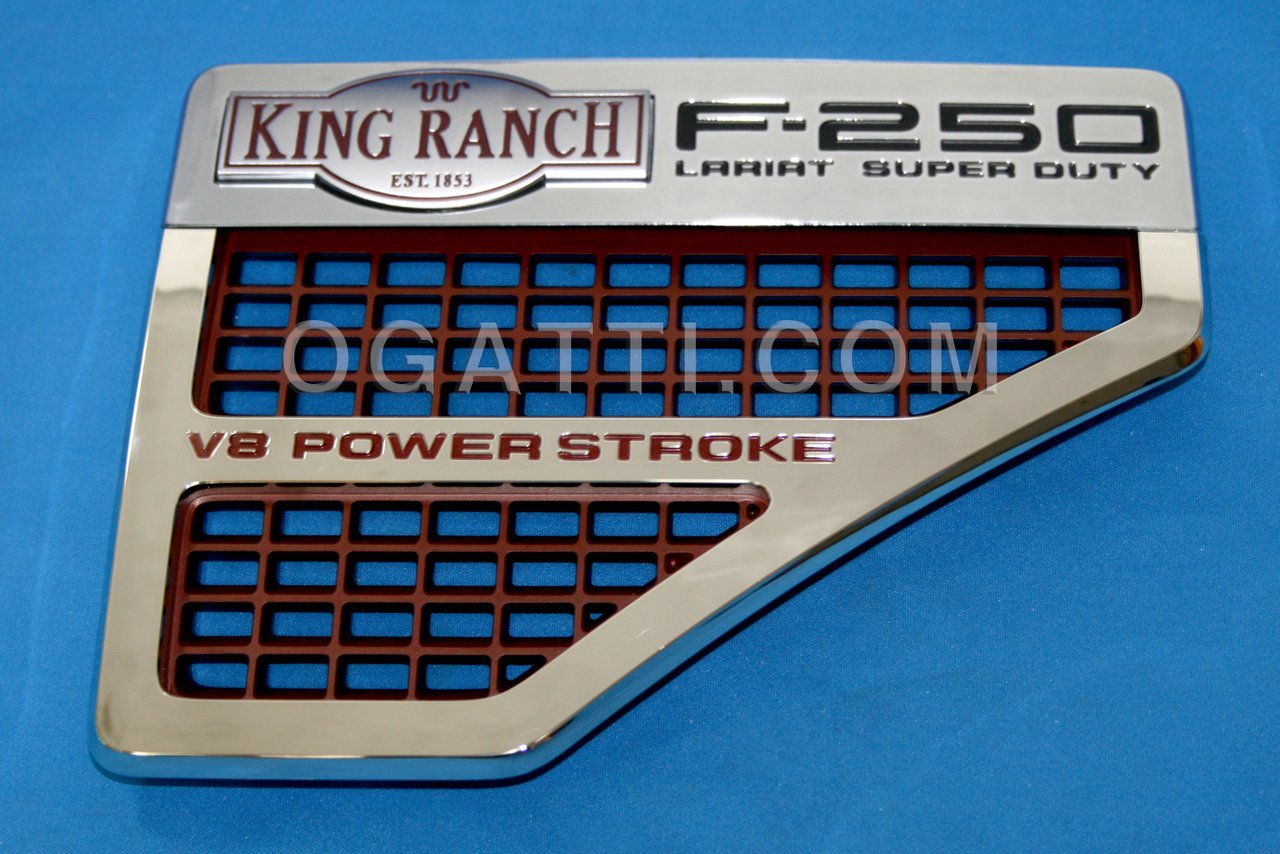 KING RANCH
EST. 1853
F-250
LARIAT SUPER DUTY
OGATTI.COM
V8 POWER STROKE